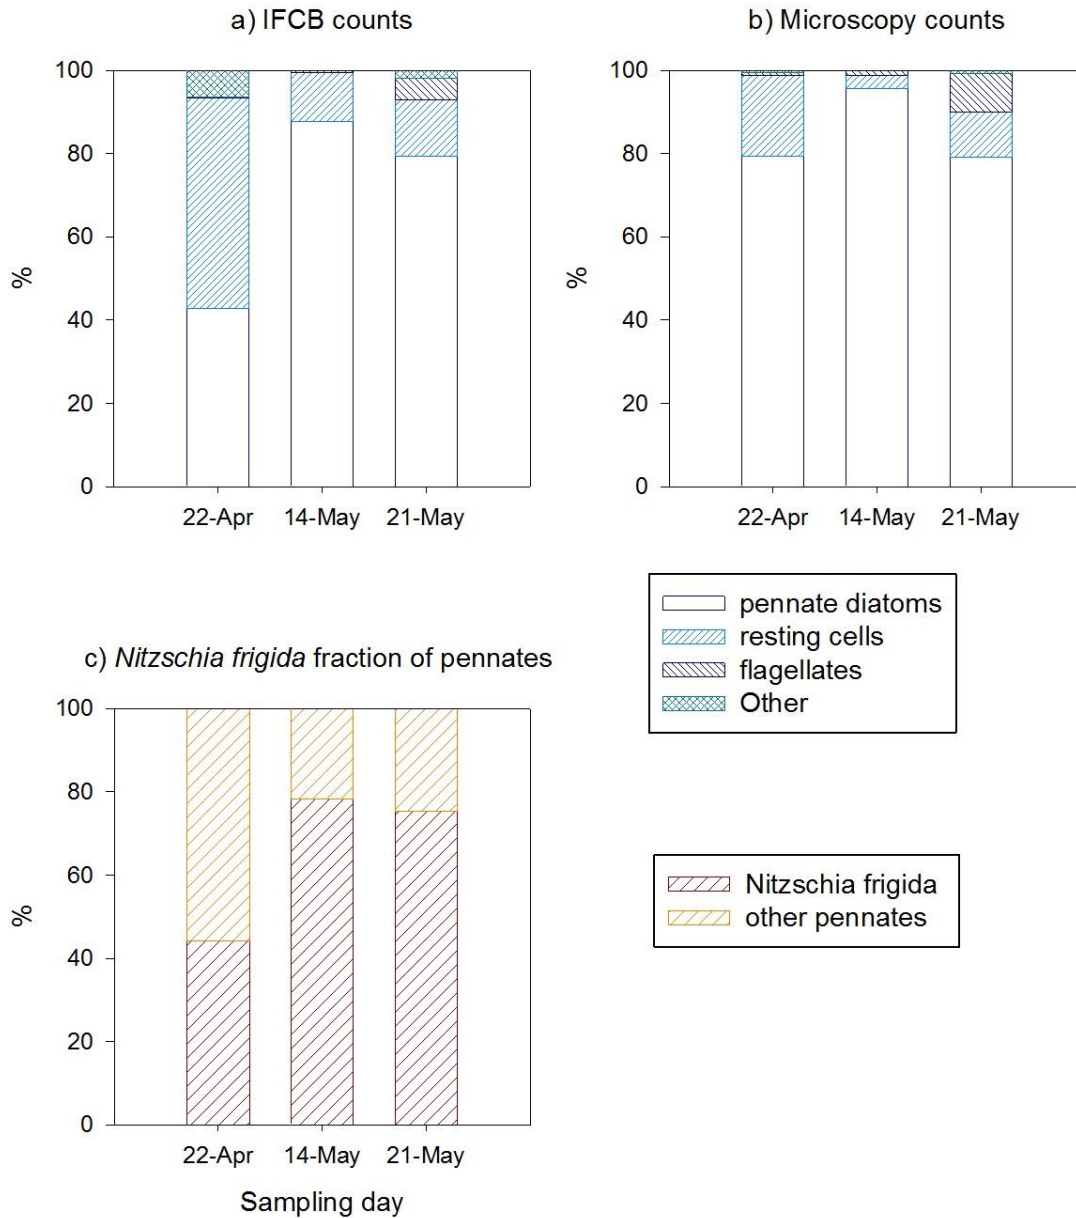 a) IFCB counts
b) Microscopy counts
100
80
60
40
20
0
%
22-Apr 14-May 21-May
100
80
60
40
20
0
%
22-Apr 14-May 21-May
pennate diatoms
resting cells
flagellates
Other
c) Nitzschia frigida fraction of pennates
100
80
60
40
20
0
%
22-Apr 14-May 21-May
Sampling day
Nitzschia frigida
other pennates